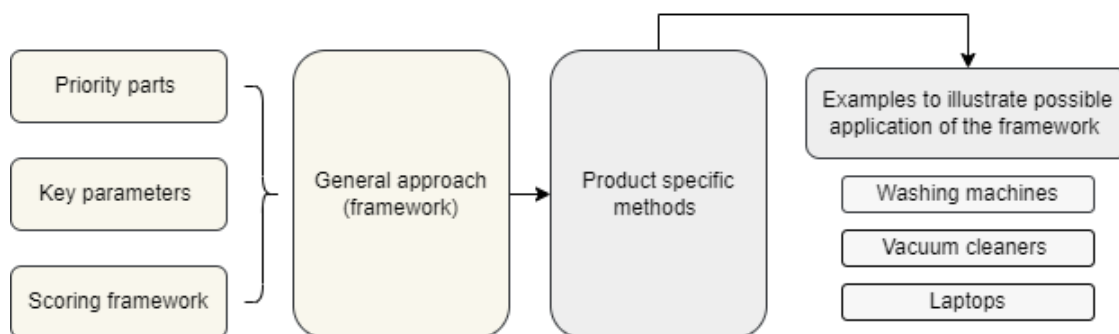 Priority parts
Key parameters
Scoring framework
General approach
(framework)
Product specific
methods
Examples to illustrate possible
application of the framework
Washing machines
Vacuum cleaners
Laptops